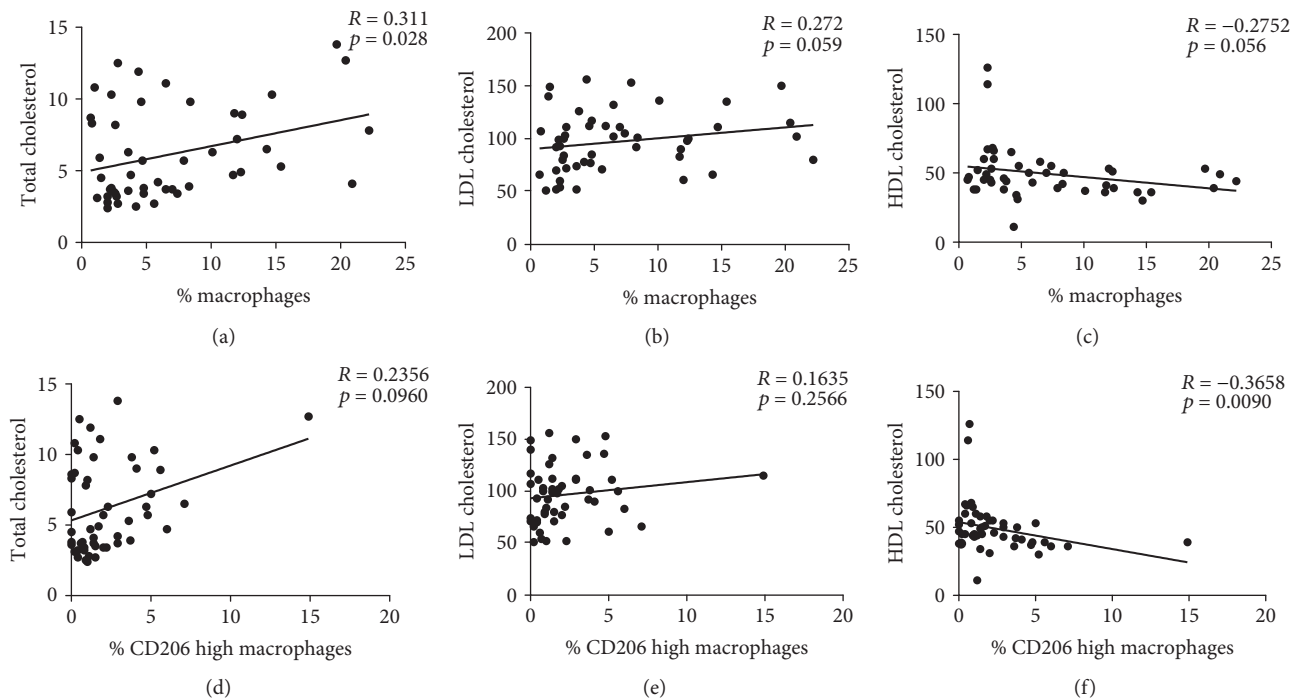 R = 0.311
p = 0.028
Total cholesterol
15
10
5
0
0
5
10
15
20
25
% macrophages
(a)
R = 0.272
p = 0.059
LDL cholesterol
200
150
100
50
0
0
5
10
15
20
25
% macrophages
(b)
R = −0.2752
p = 0.056
HDL cholesterol
150
100
50
0
0
5
10
15
20
25
% macrophages
(c)
R = 0.2356
p = 0.0960
Total cholesterol
15
10
5
0
0
5
10
15
20
% CD206 high macrophages
(d)
R = 0.1635
p = 0.2566
LDL cholesterol
200
150
100
50
0
0
5
10
15
20
% CD206 high macrophages
(e)
R = −0.3658
p = 0.0090
HDL cholesterol
150
100
50
0
0
5
10
15
20
% CD206 high macrophages
(f)